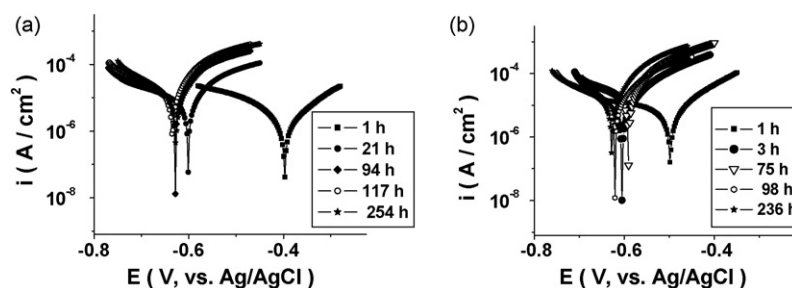 (a)
i ( A / cm²)
10⁻⁴
10⁻⁶
10⁻⁸
-0.8 -0.6 -0.4
E ( V, vs. Ag/AgCl )
1 h
21 h
94 h
117 h
254 h
(b)
i ( A / cm²)
10⁻⁴
10⁻⁶
10⁻⁸
-0.8 -0.6 -0.4
E ( V, vs. Ag/AgCl )
1 h
3 h
75 h
98 h
236 h